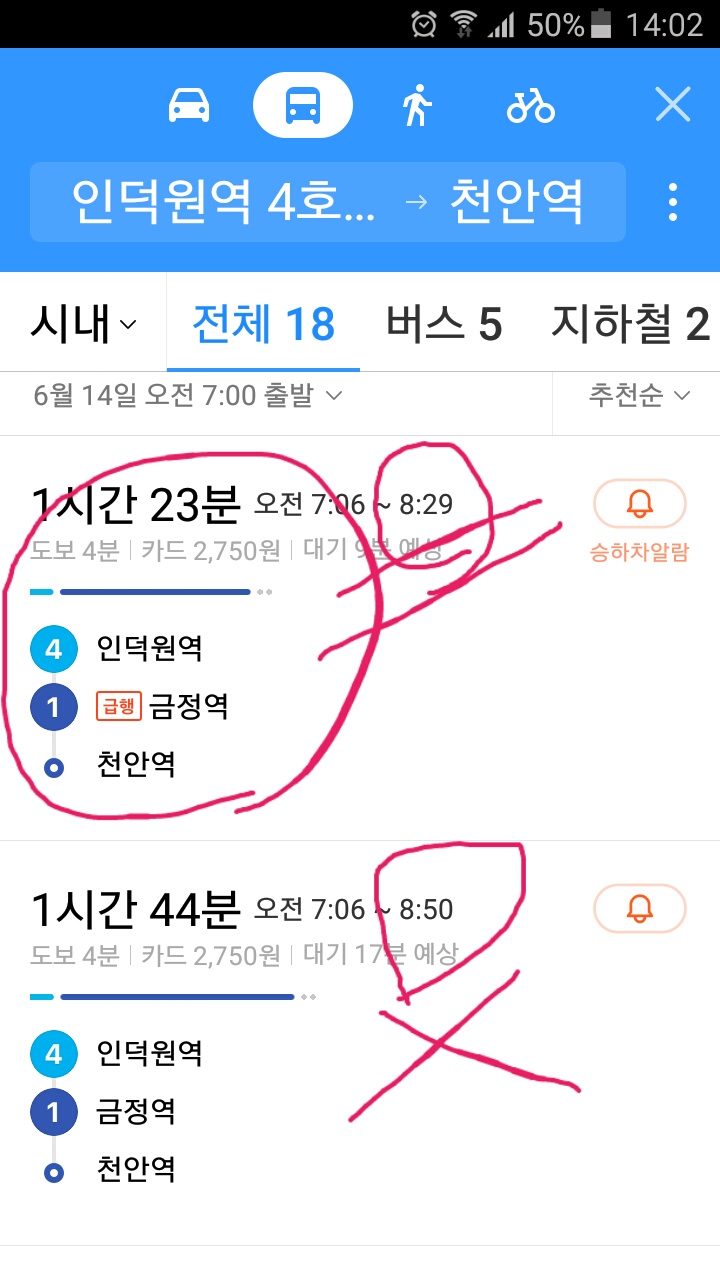 50% 14:02
인덕원역 4호... → 천안역
시내 전체 18 버스 5 지하철 2
6월 14일 오전 7:00 출발 추천순
1시간 23분 오전 7:06 ~ 8:29
도보 4분 | 카드 2,750원 | 대기 9분 예상
승하차알람
4 인덕원역
1 급행 금정역
천안역
1시간 44분 오전 7:06 ~ 8:50
도보 4분 | 카드 2,750원 | 대기 17분 예상
4 인덕원역
1 금정역
천안역